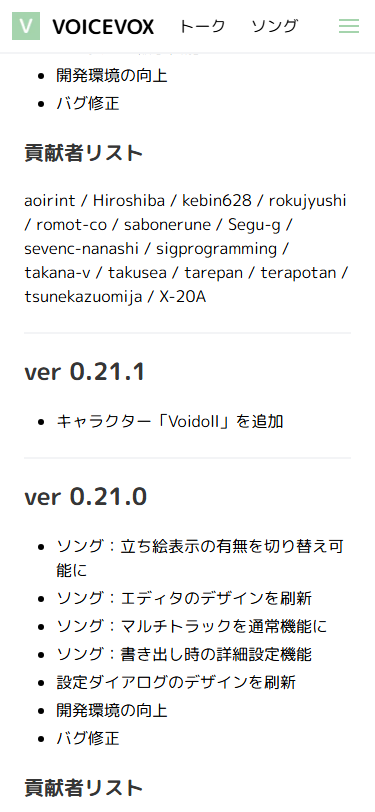 V VOICEVOX トーク ソング
開発環境の向上
バグ修正
貢献者リスト
aoirint / Hiroshiba / kebin628 / rokujyushi
/ romot-co / sabonerune / Segu-g /
sevenc-nanashi / sigprogramming /
takana-v / takusea / tarepan / terapotan /
tsunekazuomija / X-20A
ver 0.21.1
キャラクター「Voidoll」を追加
ver 0.21.0
ソング：立ち絵表示の有無を切り替え可
能に
ソング：エディタのデザインを刷新
ソング：マルチトラックを通常機能に
ソング：書き出し時の詳細設定機能
設定ダイアログのデザインを刷新
開発環境の向上
バグ修正
貢献者リスト